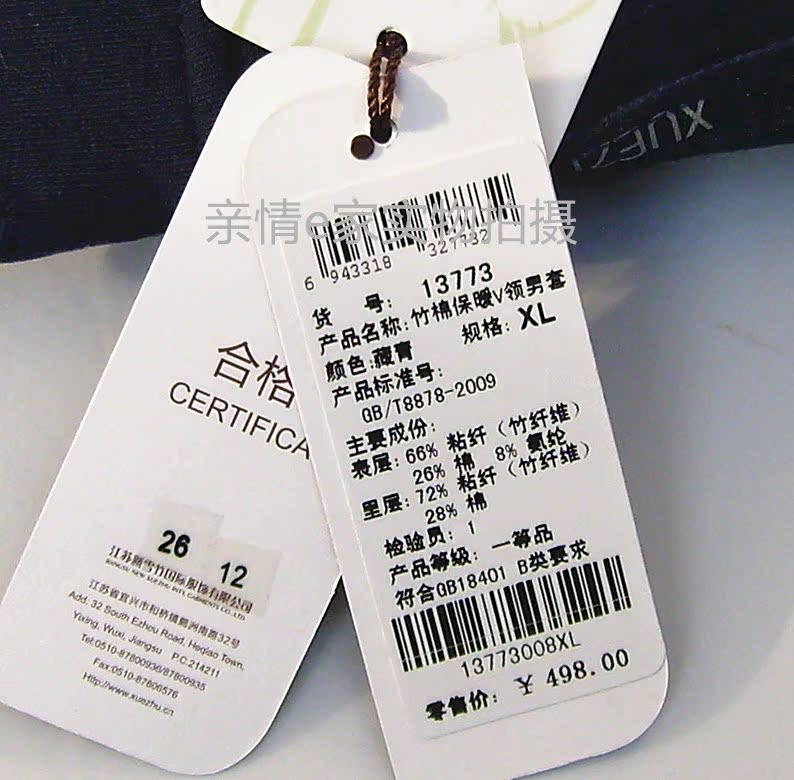 XUEZ
亲情e家实物拍摄
6 943318 327732
货 号: 13773
产品名称:竹棉保暖V领男套
颜色:藏青 规格: XL
产品标准号:
GB/T8878-2009
主要成份:
表层: 66% 粘纤(竹纤维)
26% 棉 8% 氨纶
里层: 72% 粘纤(竹纤维)
28% 棉
检验员: 1
产品等级: 一等品
符合GB18401 B类要求
13773008XL
零售价: ¥ 498.00
合格
CERTIFICA
26 12
江苏新雪竹国际服饰有限公司
JIANGSU NEW XUEZHU INT'L GARMENTS CO.,LTD
江苏省宜兴市和桥镇鹅洲南路32号
Add: 32 South Ezhou Road, Heqiao Town,
Yixing, Wuxi, Jiangsu P.C.214211
Tel:0510-87800936/87800935
Fax:0510-87806576
Http://www.xuezhu.cn